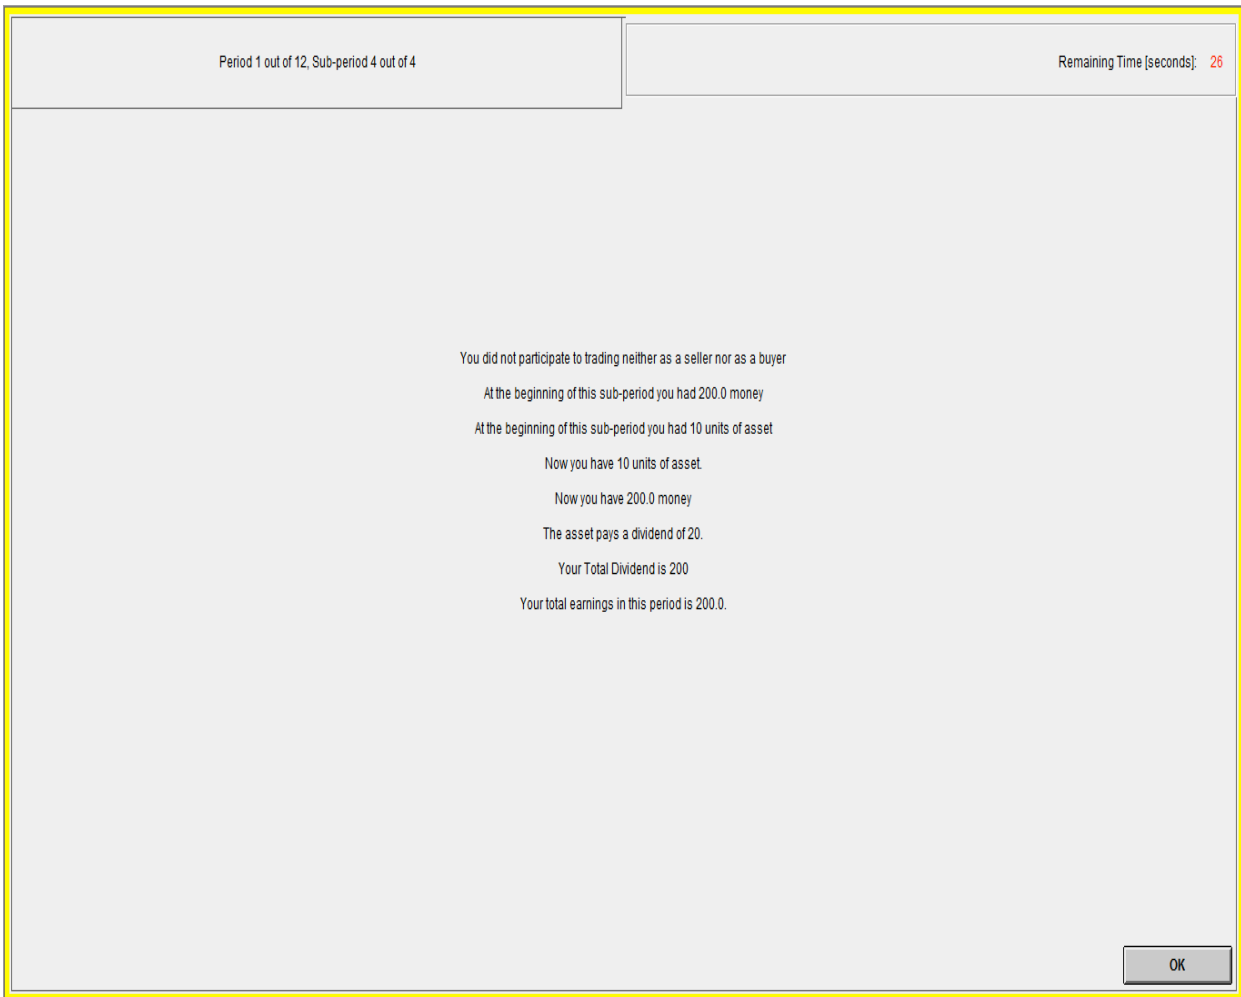 Period 1 out of 12, Sub-period 4 out of 4
Remaining Time [seconds]: 26
You did not participate to trading neither as a seller nor as a buyer
At the beginning of this sub-period you had 200.0 money
At the beginning of this sub-period you had 10 units of asset
Now you have 10 units of asset.
Now you have 200.0 money
The asset pays a dividend of 20.
Your Total Dividend is 200
Your total earnings in this period is 200.0.
OK